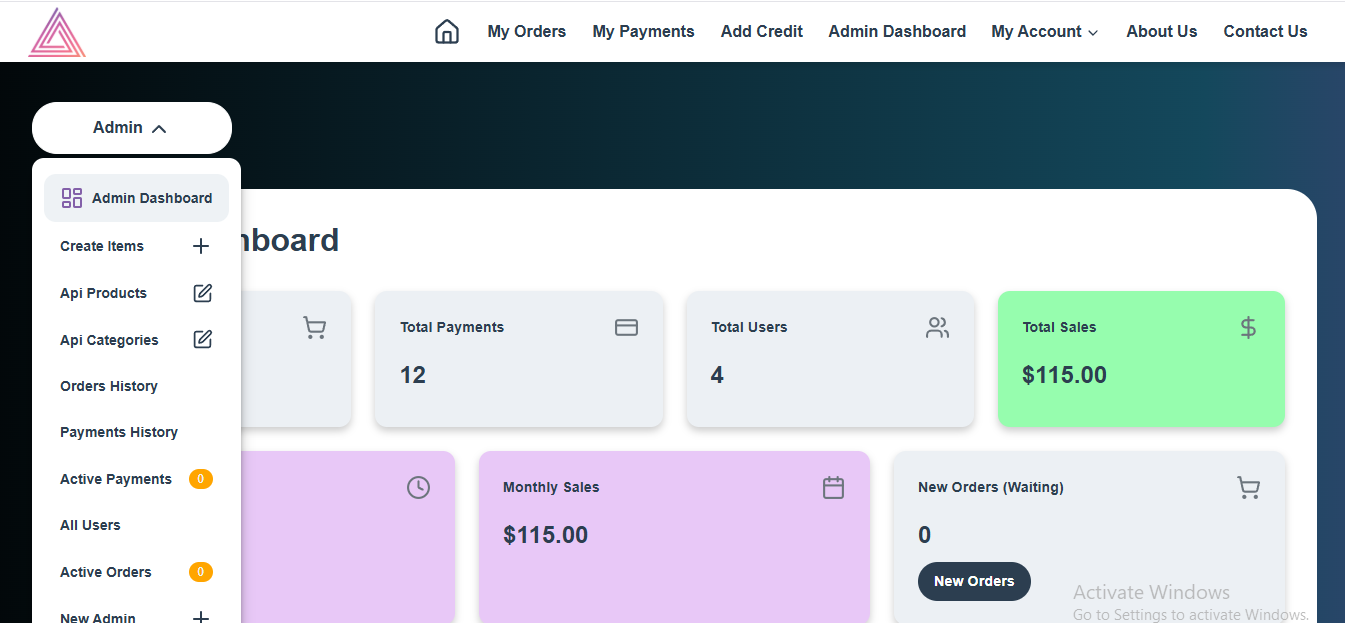 My Orders
My Payments
Add Credit
Admin Dashboard
My Account
About Us
Contact Us
Admin
Admin Dashboard
Create Items
Api Products
Api Categories
Orders History
Payments History
Active Payments 0
All Users
Active Orders 0
New Admin
hboard
Total Payments
12
Total Users
4
Total Sales
$115.00
Monthly Sales
$115.00
New Orders (Waiting)
0
New Orders
Activate Windows
Go to Settings to activate Windows.